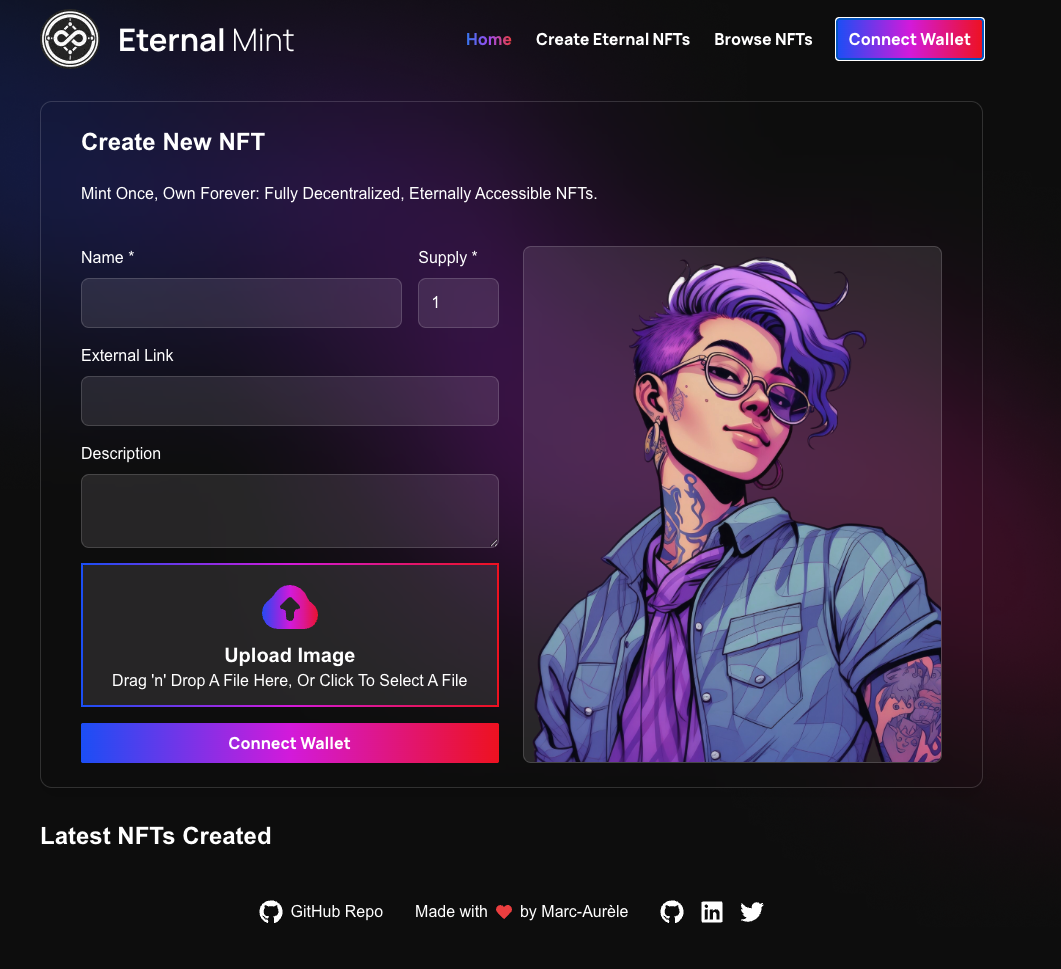 Eternal Mint
Home Create Eternal NFTs Browse NFTs Connect Wallet
Create New NFT
Mint Once, Own Forever: Fully Decentralized, Eternally Accessible NFTs.
Name * Supply *
1
External Link
Description
Upload Image
Drag 'n' Drop A File Here, Or Click To Select A File
Connect Wallet
Latest NFTs Created
GitHub Repo Made with ❤ by Marc-Aurèle